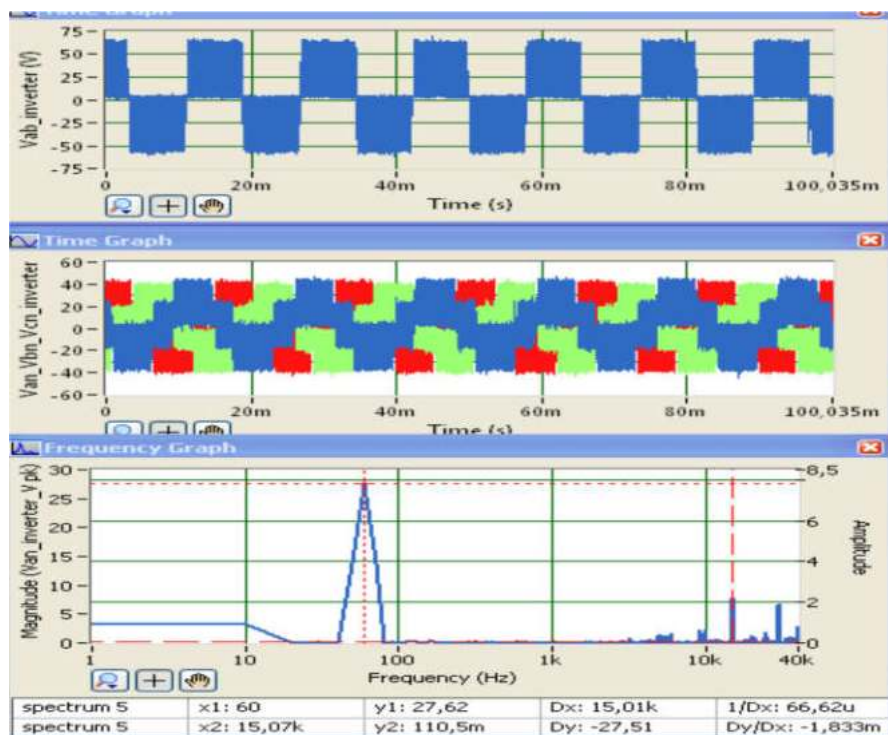 Time Graph
Vab_inverter (V)
75
50
25
0
-25
-50
-75
0 20m 40m 60m 80m 100,035m
Time (s)
Time Graph
Van_Vbn_Vcn_inverter
60
40
20
0
-20
-40
-60
0 20m 40m 60m 80m 100,035m
Time (s)
Frequency Graph
Magnitude (Van_inverter_Vpk)
30
25
20
15
10
5
0
8,5
6
4
2
0
Amplitude
1 10 100 1k 10k 40k
Frequency (Hz)
spectrum 5 x1: 60 y1: 27,62 Dx: 15,01k 1/Dx: 66,62u
spectrum 5 x2: 15,07k y2: 110,5m Dy: -27,51 Dy/Dx: -1,833m